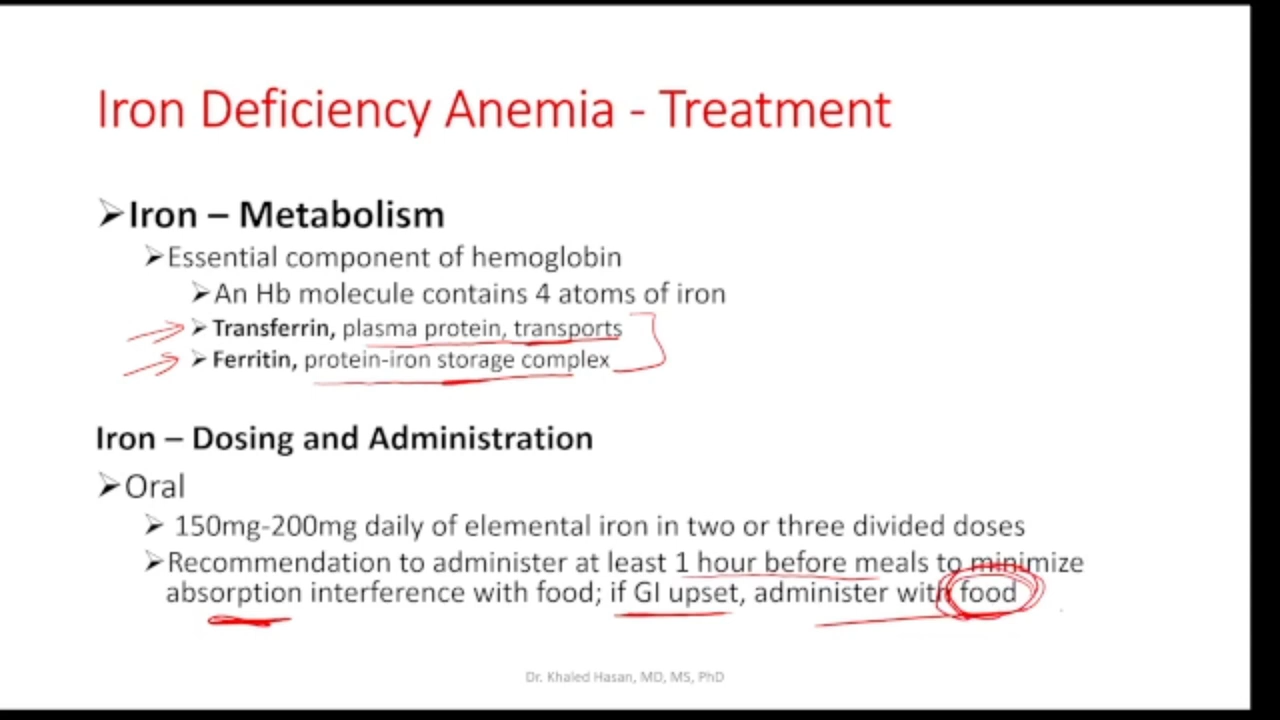 Iron Deficiency Anemia - Treatment
➢Iron – Metabolism
➢Essential component of hemoglobin
➢An Hb molecule contains 4 atoms of iron
➢Transferrin, plasma protein, transports
➢Ferritin, protein-iron storage complex
Iron – Dosing and Administration
➢Oral
➢ 150mg-200mg daily of elemental iron in two or three divided doses
➢Recommendation to administer at least 1 hour before meals to minimize
absorption interference with food; if GI upset, administer with food
Dr. Khaled Hasan, MD, MS, PhD